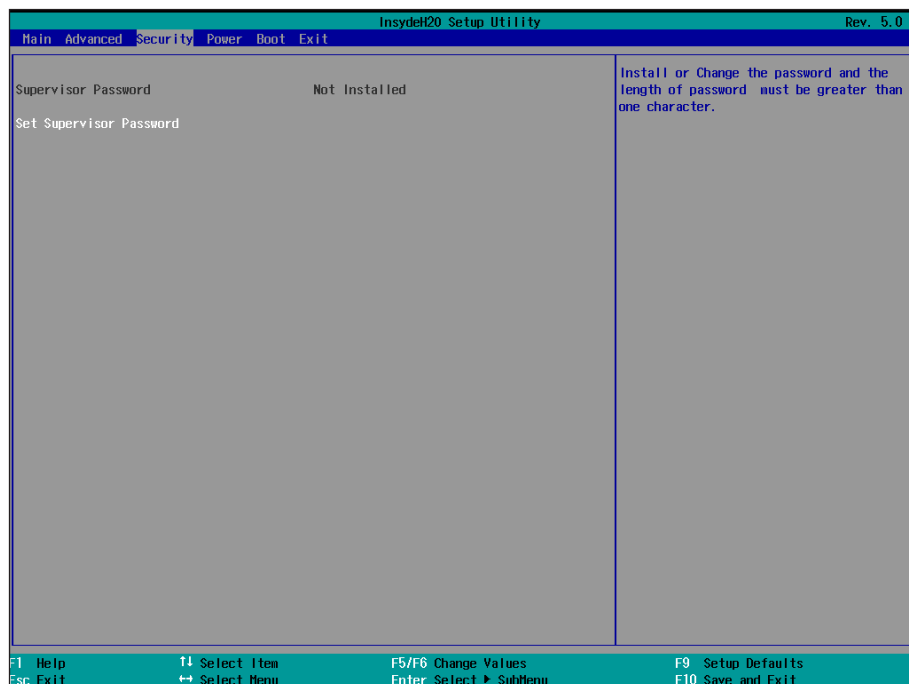 InsydeH2O Setup Utility Rev. 5.0
Main Advanced Security Power Boot Exit
Supervisor Password Not Installed
Set Supervisor Password
Install or Change the password and the
length of password must be greater than
one character.
F1 Help ↑↓ Select Item F5/F6 Change Values F9 Setup Defaults
Esc Exit ↔ Select Menu Enter Select ▶ SubMenu F10 Save and Exit